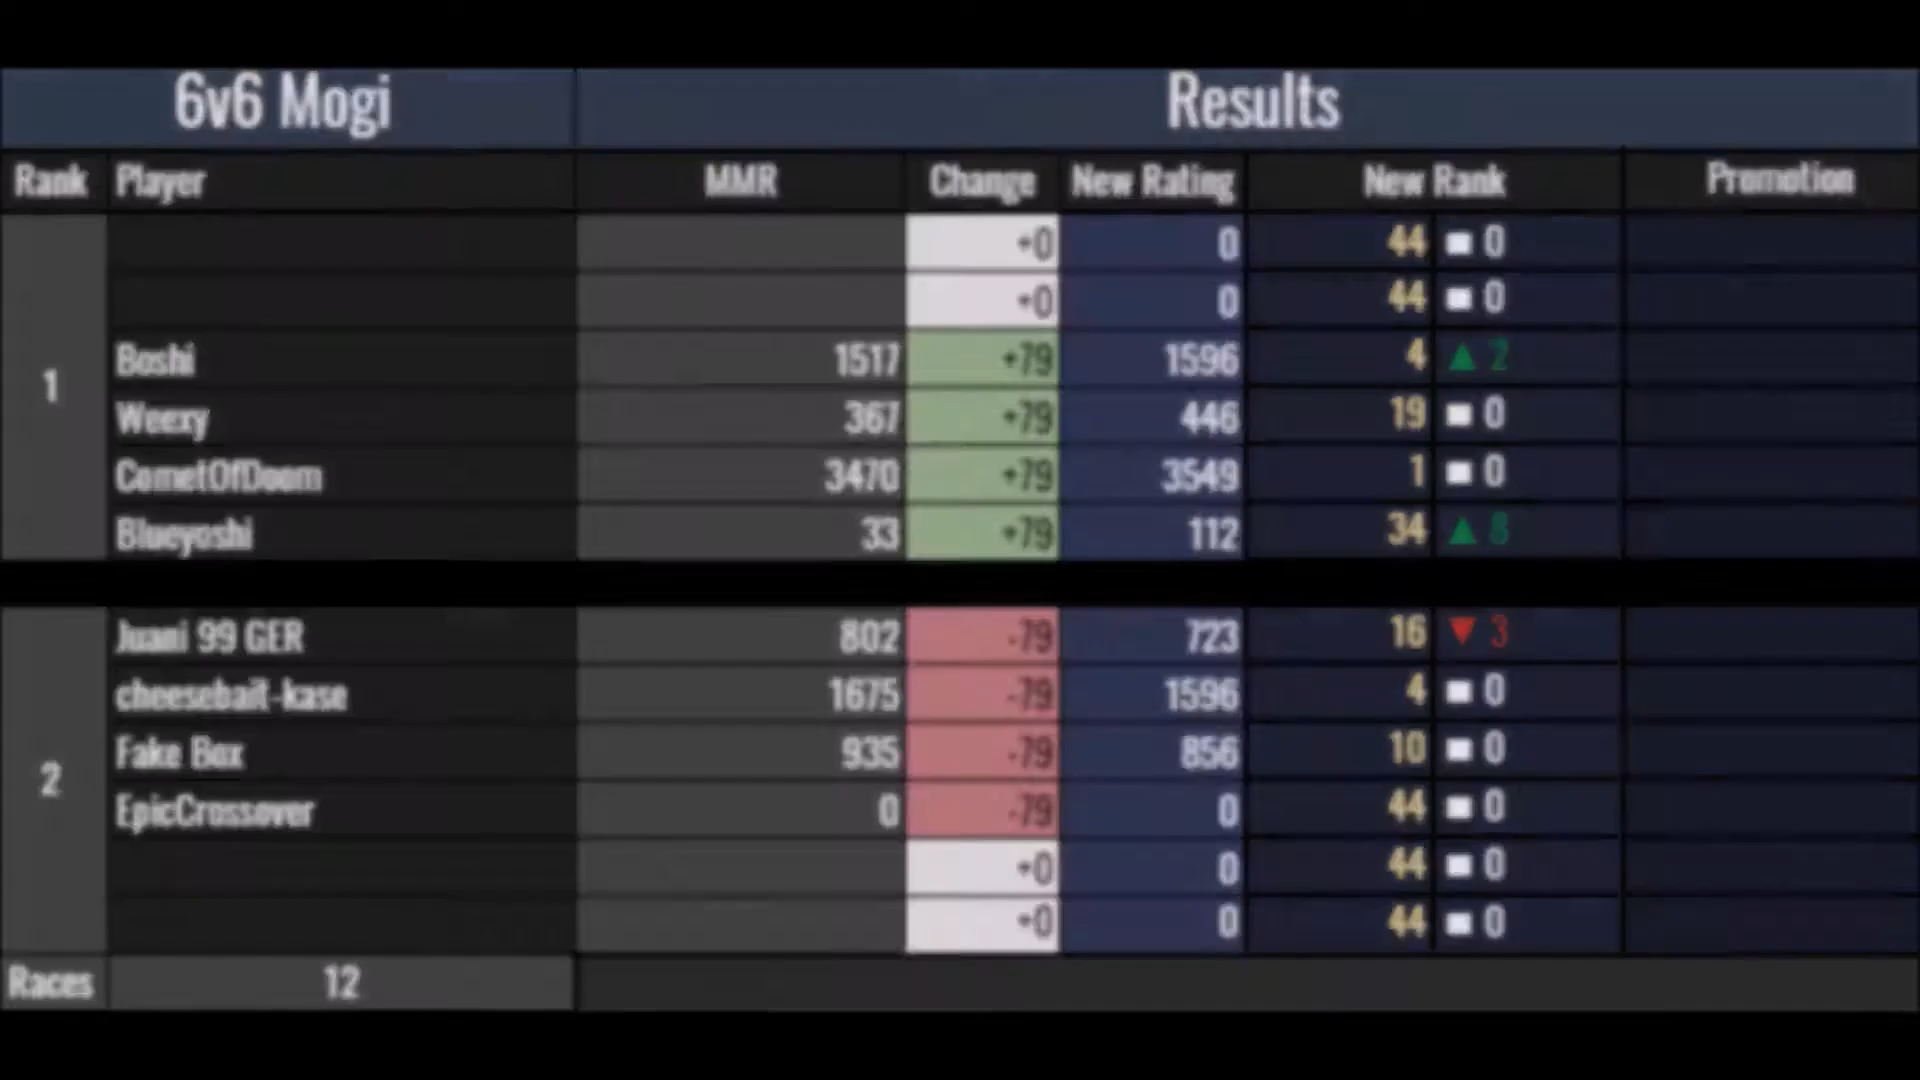 6v6 Mogi Results
Rank Player MMR Change New Rating New Rank Promotion
1
+0 0 44 0
+0 0 44 0
Boshi 1517 +79 1596 4 ▲ 2
Weexy 367 +79 446 19 0
CometOfDoom 3470 +79 3549 1 0
Blueyoshi 33 +79 112 34 ▲ 8
2
Juani 99 GER 802 -79 723 16 ▼ 3
cheesebait-kase 1675 -79 1596 4 0
Fake Box 935 -79 856 10 0
EpicCrossover 0 -79 0 44 0
+0 0 44 0
+0 0 44 0
Races 12